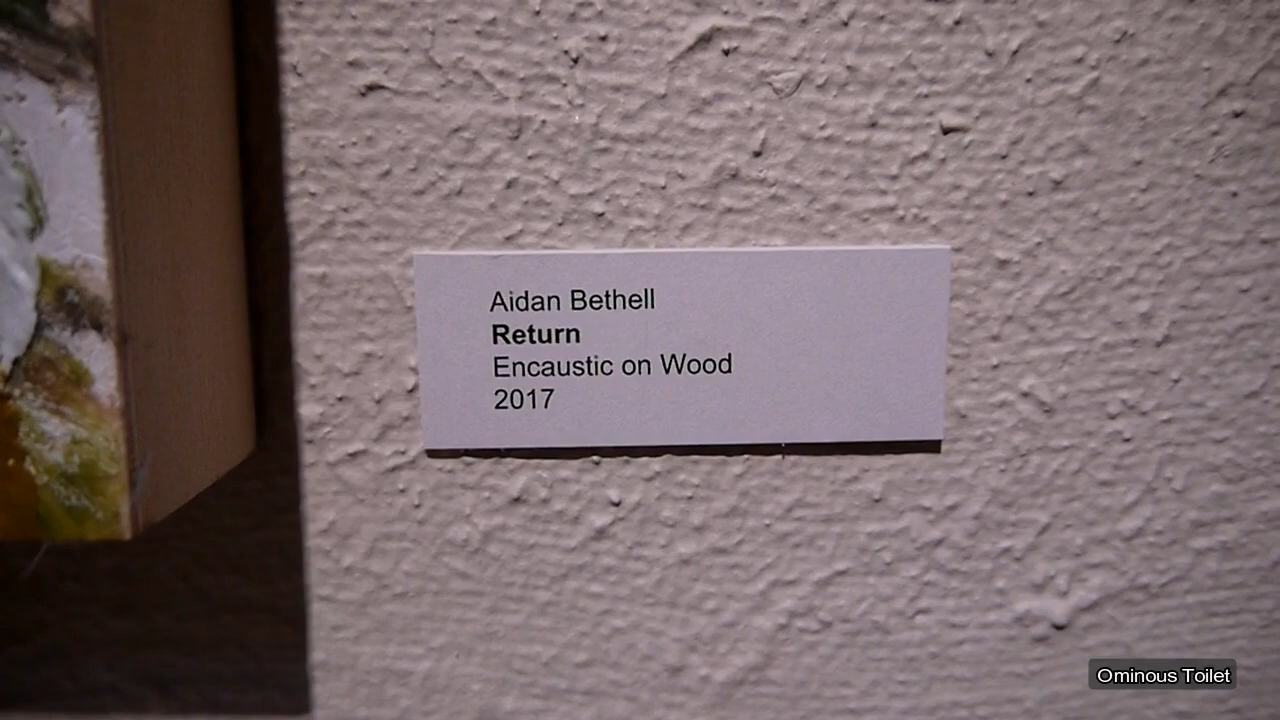 Aidan Bethell
Return
Encaustic on Wood
2017
Ominous Toilet